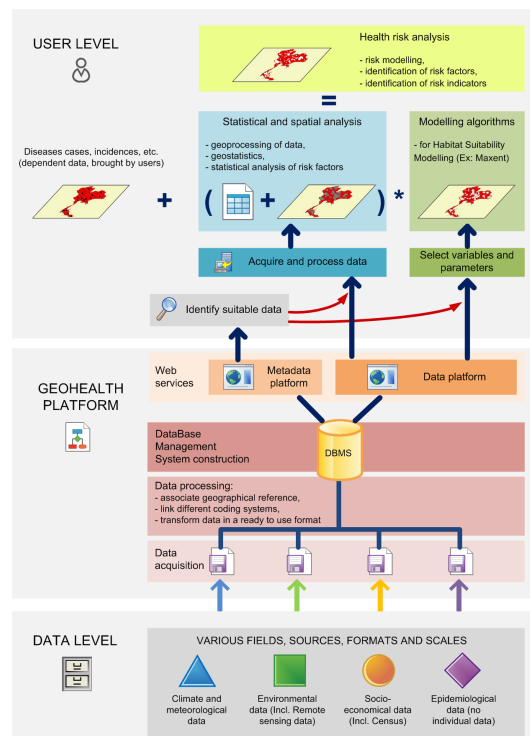 USER LEVEL
Health risk analysis
- risk modelling,
- identification of risk factors,
- identification of risk indicators
=
Diseases cases, incidences, etc.
(dependent data, brought by users)
+
Statistical and spatial analysis
- geoprocessing of data,
- geostatistics,
- statistical analysis of risk factors
( + )
*
Modelling algorithms
- for Habitat Suitability
Modelling (Ex: Maxent)
Acquire and process data
Select variables and
parameters
Identify suitable data
GEOHEALTH
PLATFORM
Web
services
Metadata
platform
Data platform
DataBase
Management
System construction
DBMS
Data processing:
- associate geographical reference,
- link different coding systems,
- transform data in a ready to use format
Data
acquisition
DATA LEVEL
VARIOUS FIELDS, SOURCES, FORMATS AND SCALES
Climate and
meteorological
data
Environmental
data (Incl. Remote
sensing data)
Socio-
economical data
(Incl. Census)
Epidemiological
data (no
individual data)